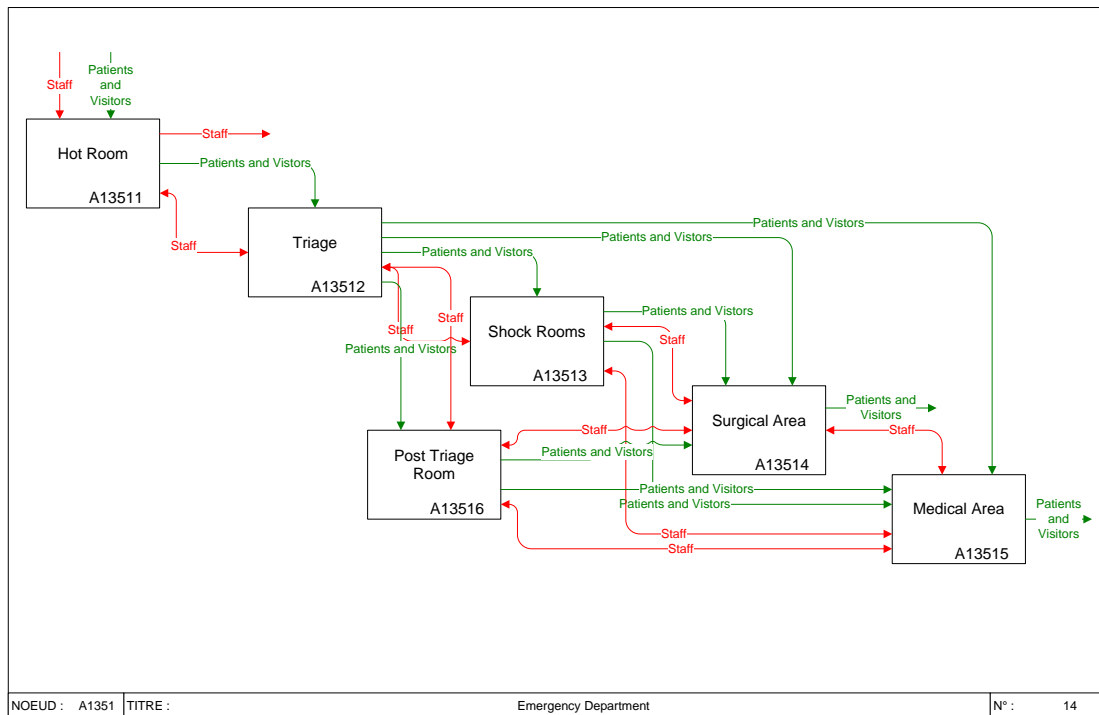 Staff
Patients
and
Visitors
Hot Room
A13511
Staff
Patients and Vistors
Staff
Triage
A13512
Patients and Vistors
Patients and Vistors
Patients and Vistors
Staff
Staff
Patients and Vistors
Shock Rooms
A13513
Patients and Vistors
Staff
Surgical Area
A13514
Patients and
Visitors
Staff
Staff
Post Triage
Room
A13516
Patients and Vistors
Patients and Vistors
Patients and Vistors
Staff
Staff
Medical Area
A13515
Patients
and
Visitors
NOEUD : A1351 TITRE : Emergency Department N° : 14